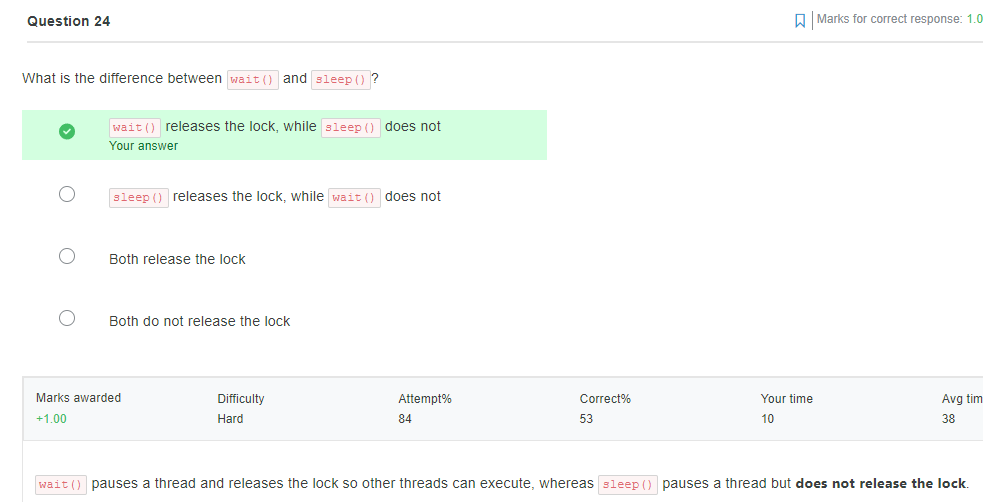 Question 24
Marks for correct response: 1.0
What is the difference between wait() and sleep()?
wait() releases the lock, while sleep() does not
Your answer
sleep() releases the lock, while wait() does not
Both release the lock
Both do not release the lock
Marks awarded Difficulty Attempt% Correct% Your time Avg tim
+1.00 Hard 84 53 10 38
wait() pauses a thread and releases the lock so other threads can execute, whereas sleep() pauses a thread but does not release the lock.